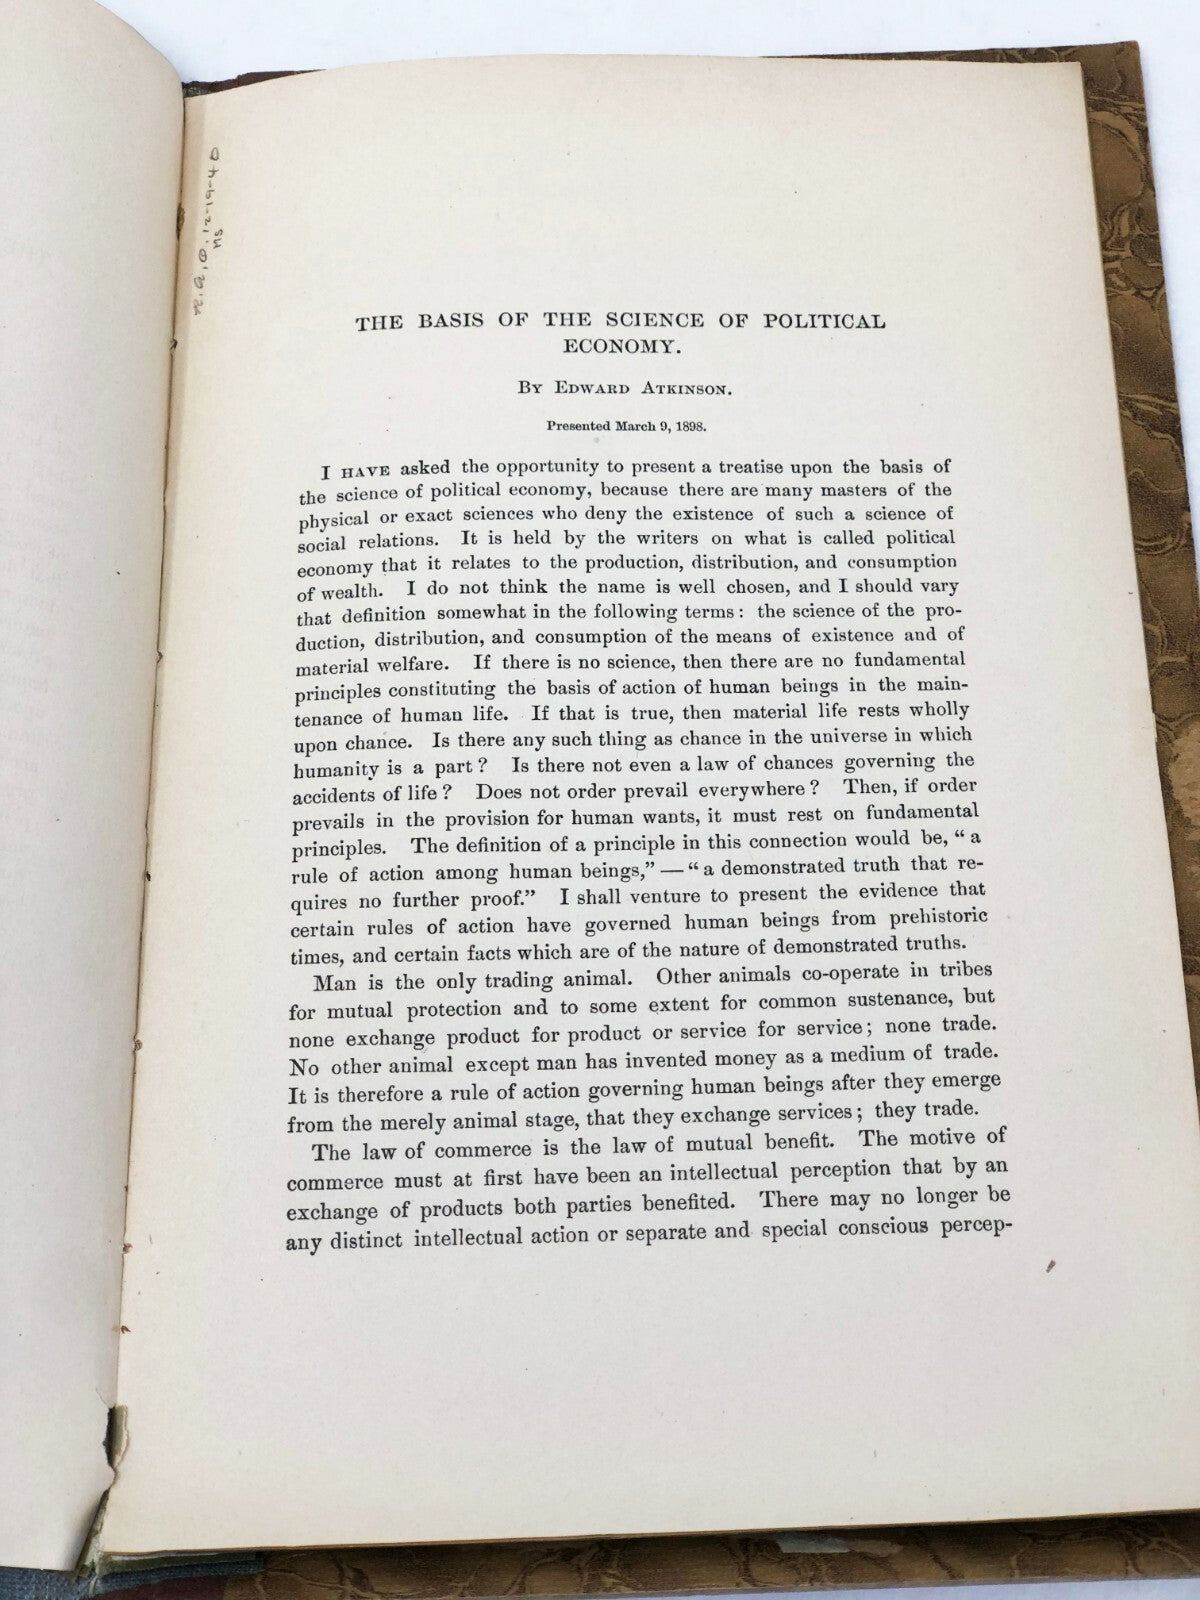 THE BASIS OF THE SCIENCE OF POLITICAL
ECONOMY.
By Edward Atkinson.
Presented March 9, 1898.
I have asked the opportunity to present a treatise upon the basis of
the science of political economy, because there are many masters of the
physical or exact sciences who deny the existence of such a science of
social relations. It is held by the writers on what is called political
economy that it relates to the production, distribution, and consumption
of wealth. I do not think the name is well chosen, and I should vary
that definition somewhat in the following terms: the science of the pro-
duction, distribution, and consumption of the means of existence and of
material welfare. If there is no science, then there are no fundamental
principles constituting the basis of action of human beings in the main-
tenance of human life. If that is true, then material life rests wholly
upon chance. Is there any such thing as chance in the universe in which
humanity is a part? Is there not even a law of chances governing the
accidents of life? Does not order prevail everywhere? Then, if order
prevails in the provision for human wants, it must rest on fundamental
principles. The definition of a principle in this connection would be, "a
rule of action among human beings," — "a demonstrated truth that re-
quires no further proof." I shall venture to present the evidence that
certain rules of action have governed human beings from prehistoric
times, and certain facts which are of the nature of demonstrated truths.
Man is the only trading animal. Other animals co-operate in tribes
for mutual protection and to some extent for common sustenance, but
none exchange product for product or service for service; none trade.
No other animal except man has invented money as a medium of trade.
It is therefore a rule of action governing human beings after they emerge
from the merely animal stage, that they exchange services; they trade.
The law of commerce is the law of mutual benefit. The motive of
commerce must at first have been an intellectual perception that by an
exchange of products both parties benefited. There may no longer be
any distinct intellectual action or separate and special conscious percep-